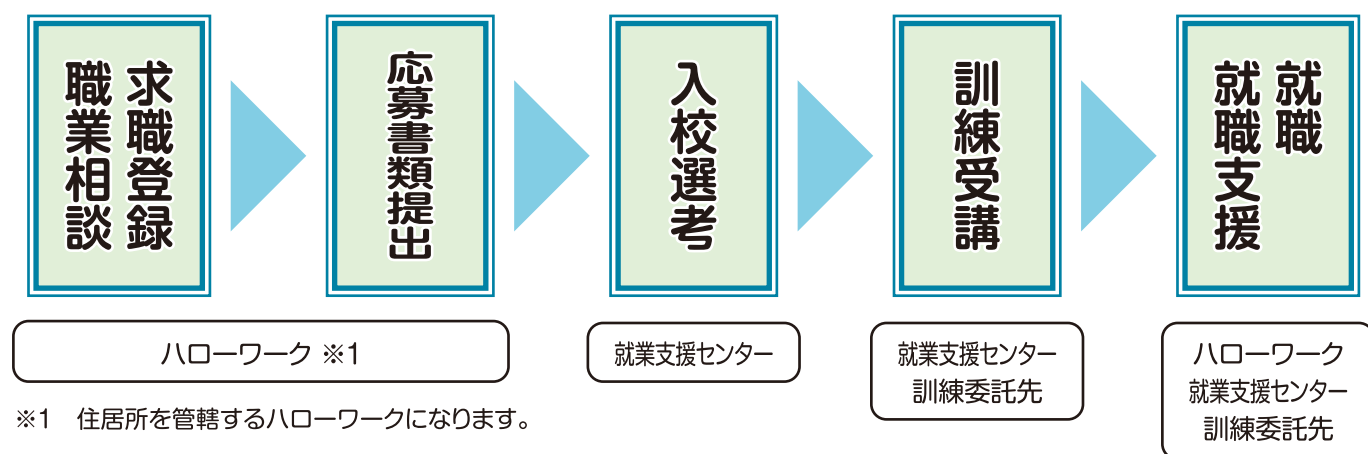 求職登録
職業相談
応募書類提出
入校選考
訓練受講
就職
就職支援
ハローワーク ※1
就業支援センター
就業支援センター
訓練委託先
ハローワーク
就業支援センター
訓練委託先
※1　住居所を管轄するハローワークになります。